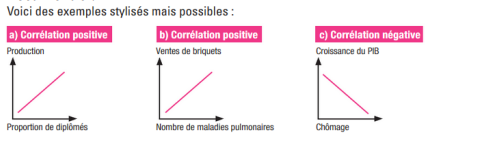 Voici des exemples stylisés mais possibles :
a) Corrélation positive
Production
Proportion de diplômés
b) Corrélation positive
Ventes de briquets
Nombre de maladies pulmonaires
c) Corrélation négative
Croissance du PIB
Chômage